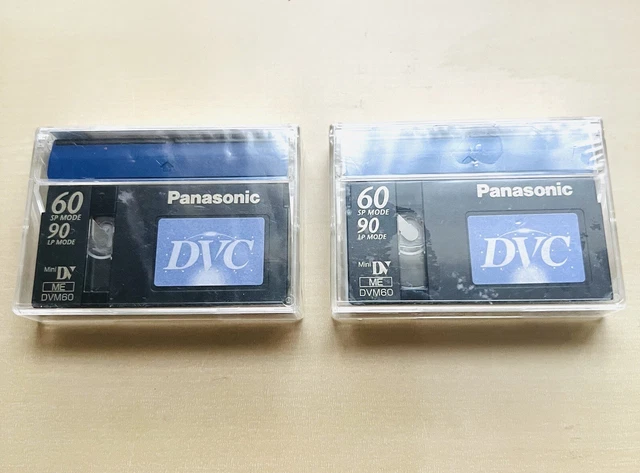 60
SP MODE
90
LP MODE
Mini DV
ME
DVM60
Panasonic
DVC
60
SP MODE
90
LP MODE
Mini DV
ME
DVM60
Panasonic
DVC